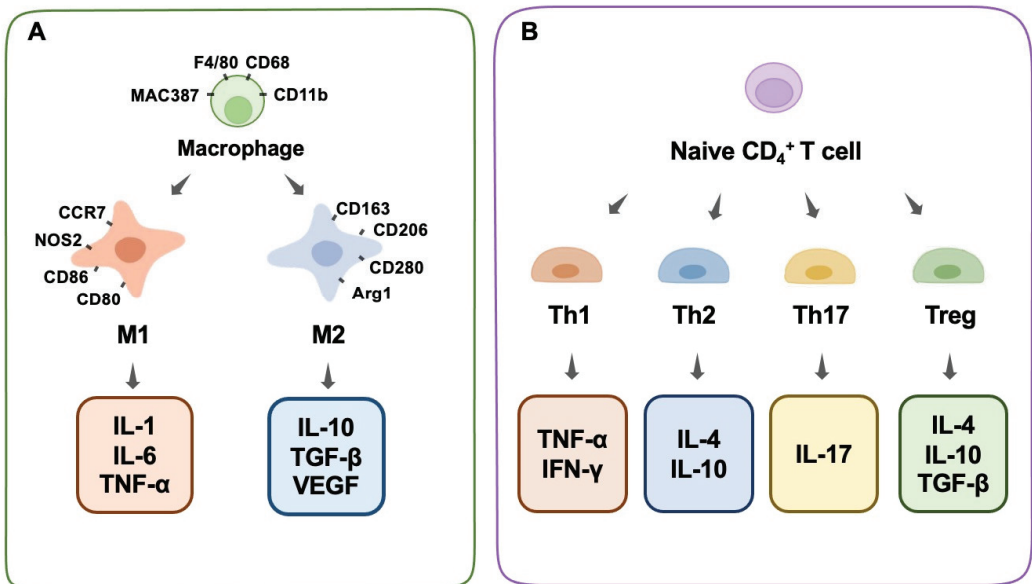 A
F4/80 CD68
MAC387
CD11b
Macrophage
CCR7
NOS2
CD86
CD80
CD163
CD206
CD280
Arg1
M1
M2
IL-1
IL-6
TNF-α
IL-10
TGF-β
VEGF
B
Naive CD₄⁺ T cell
Th1
Th2
Th17
Treg
TNF-α
IFN-γ
IL-4
IL-10
IL-17
IL-4
IL-10
TGF-β